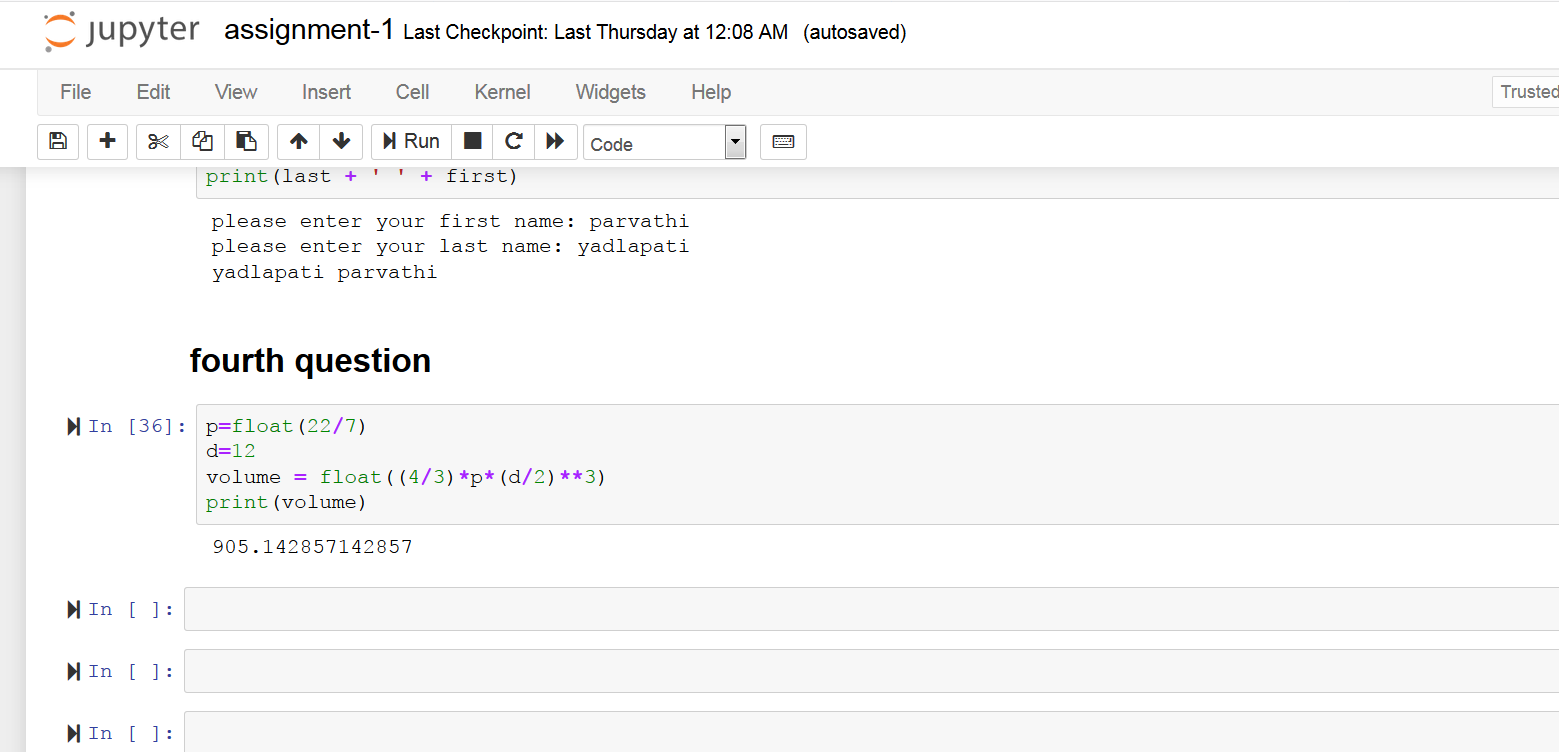 jupyter assignment-1 Last Checkpoint: Last Thursday at 12:08 AM (autosaved)
File Edit View Insert Cell Kernel Widgets Help Trusted
Run Code
print(last + ' ' + first)
please enter your first name: parvathi
please enter your last name: yadlapati
yadlapati parvathi
fourth question
In [36]: p=float(22/7)
d=12
volume = float((4/3)*p*(d/2)**3)
print(volume)
905.142857142857
In [ ]:
In [ ]:
In [ ]: